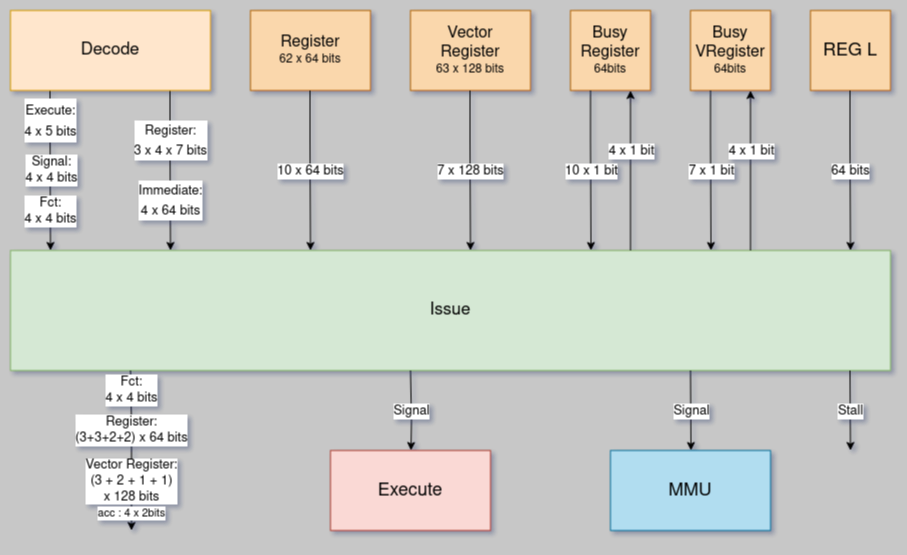 Decode
Register
62 x 64 bits
Vector
Register
63 x 128 bits
Busy
Register
64bits
Busy
VRegister
64bits
REG L
Execute:
4 x 5 bits
Signal:
4 x 4 bits
Fct:
4 x 4 bits
Register:
3 x 4 x 7 bits
Immediate:
4 x 64 bits
10 x 64 bits
7 x 128 bits
10 x 1 bit
4 x 1 bit
7 x 1 bit
4 x 1 bit
64 bits
Issue
Fct:
4 x 4 bits
Register:
(3+3+2+2) x 64 bits
Vector Register:
(3 + 2 + 1 + 1)
x 128 bits
acc : 4 x 2bits
Signal
Execute
Signal
MMU
Stall